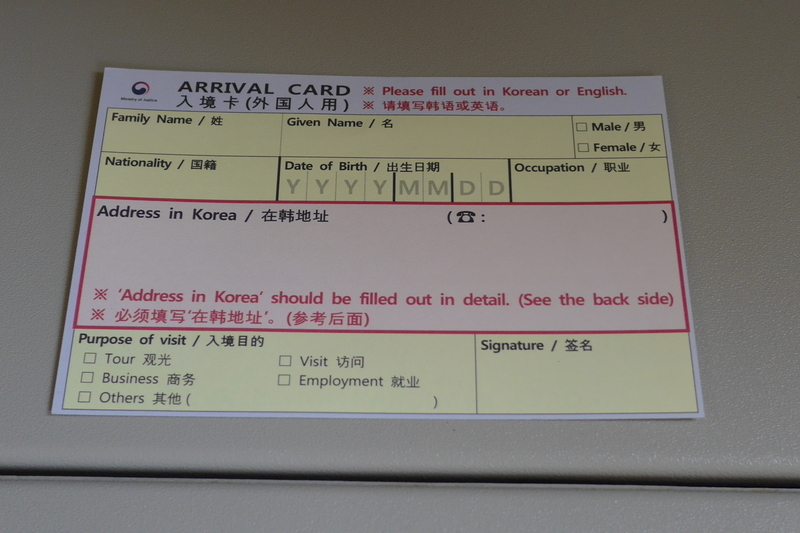 ARRIVAL CARD ※ Please fill out in Korean or English.
入境卡(外国人用) ※ 请填写韩语或英语。
Ministry of Justice
Family Name / 姓
Given Name / 名
□ Male / 男
□ Female / 女
Nationality / 国籍
Date of Birth / 出生日期
YYYYMMDD
Occupation / 职业
Address in Korea / 在韩地址 (☎: )
※ 'Address in Korea' should be filled out in detail. (See the back side)
※ 必须填写'在韩地址'。(参考后面)
Purpose of visit / 入境目的
□ Tour 观光 □ Visit 访问
□ Business 商务 □ Employment 就业
□ Others 其他 ( )
Signature / 签名